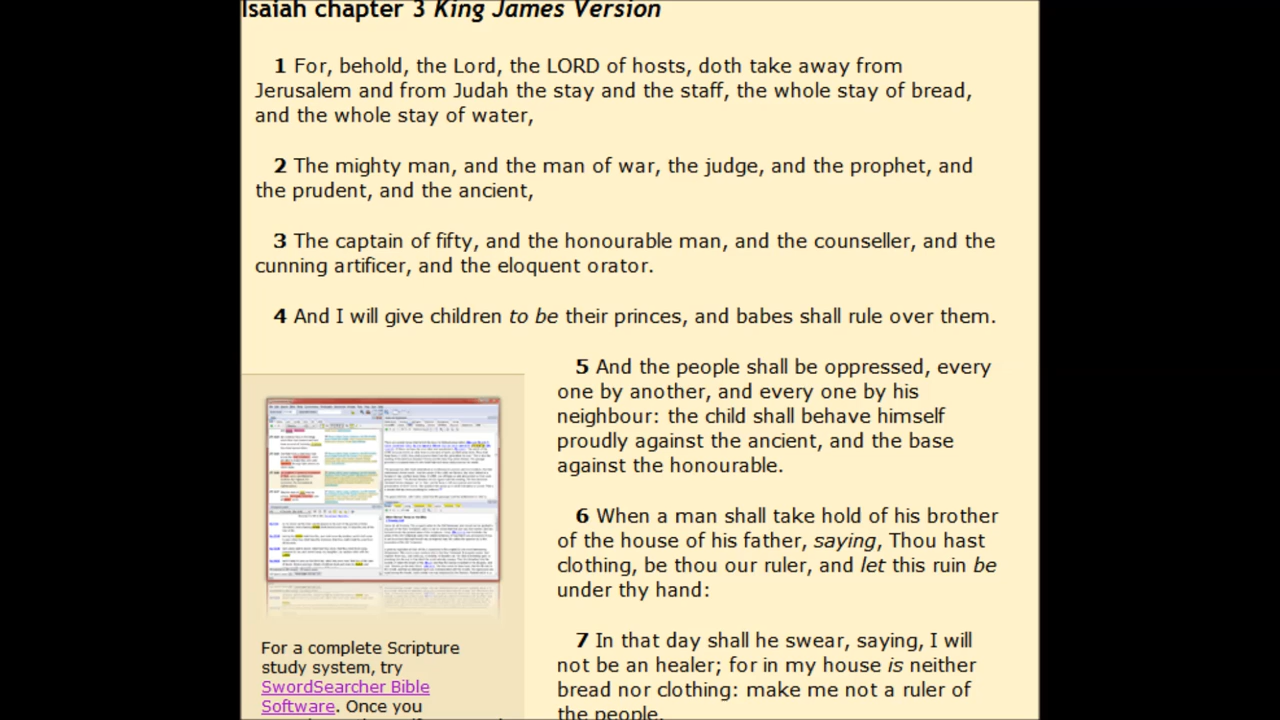 Isaiah chapter 3 King James Version
1 For, behold, the Lord, the LORD of hosts, doth take away from
Jerusalem and from Judah the stay and the staff, the whole stay of bread,
and the whole stay of water,
2 The mighty man, and the man of war, the judge, and the prophet, and
the prudent, and the ancient,
3 The captain of fifty, and the honourable man, and the counseller, and the
cunning artificer, and the eloquent orator.
4 And I will give children to be their princes, and babes shall rule over them.
5 And the people shall be oppressed, every
one by another, and every one by his
neighbour: the child shall behave himself
proudly against the ancient, and the base
against the honourable.
6 When a man shall take hold of his brother
of the house of his father, saying, Thou hast
clothing, be thou our ruler, and let this ruin be
under thy hand:
7 In that day shall he swear, saying, I will
not be an healer; for in my house is neither
bread nor clothing: make me not a ruler of
the people.
For a complete Scripture
study system, try
SwordSearcher Bible
Software. Once you